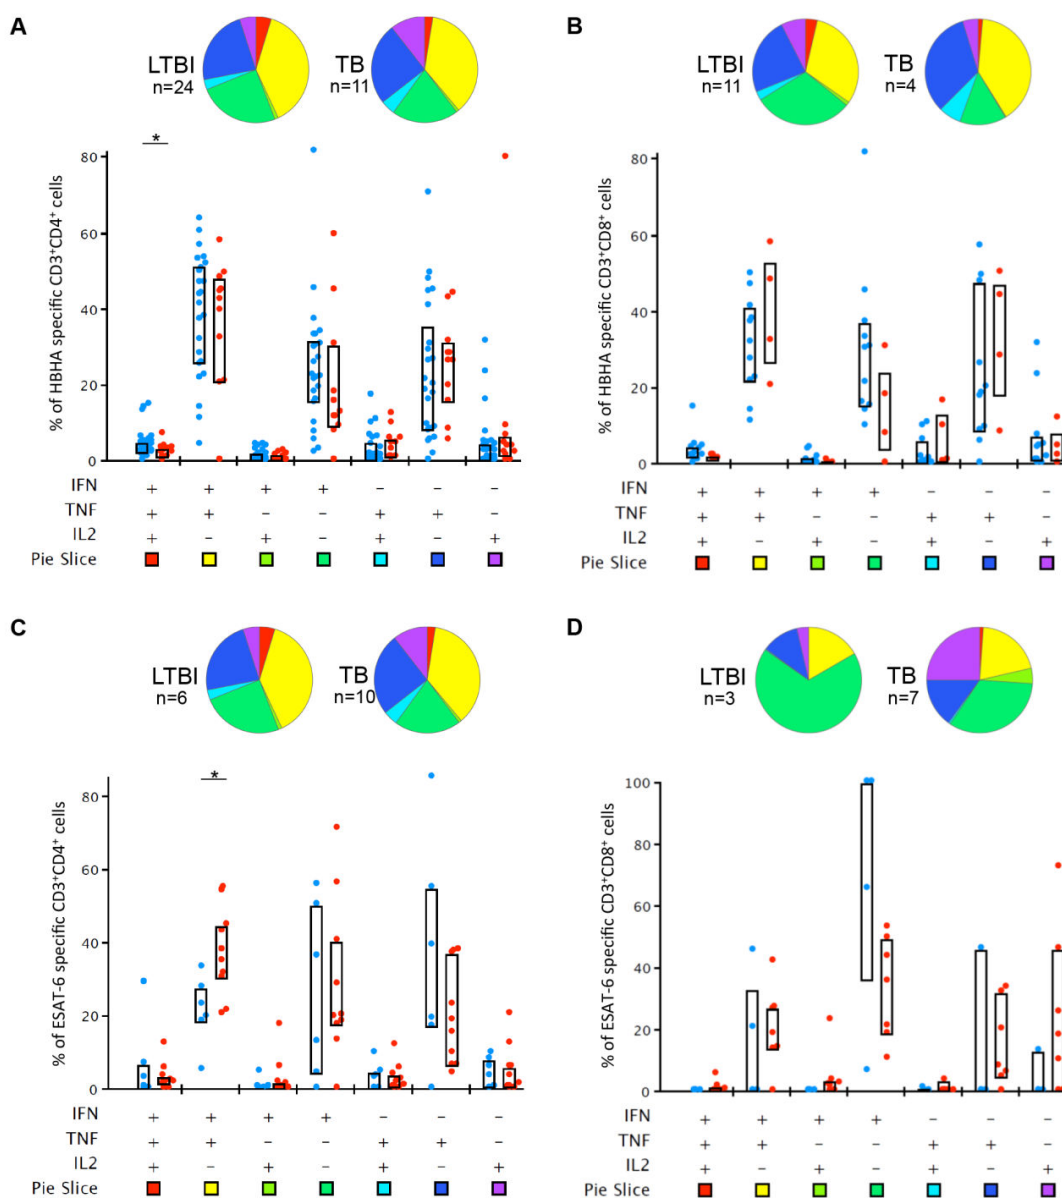 A
LTBI
n=24
TB
n=11
*
% of HBHA specific CD3⁺CD4⁺ cells
80
60
40
20
0
IFN + + + + - - -
TNF + + - - + + -
IL2 + - + - + - +
Pie Slice
B
LTBI
n=11
TB
n=4
% of HBHA specific CD3⁺CD8⁺ cells
80
60
40
20
0
IFN + + + + - - -
TNF + + - - + + -
IL2 + - + - + - +
Pie Slice
C
LTBI
n=6
TB
n=10
*
% of ESAT-6 specific CD3⁺CD4⁺ cells
80
60
40
20
0
IFN + + + + - - -
TNF + + - - + + -
IL2 + - + - + - +
Pie Slice
D
LTBI
n=3
TB
n=7
% of ESAT-6 specific CD3⁺CD8⁺ cells
100
80
60
40
20
0
IFN + + + + - - -
TNF + + - - + + -
IL2 + - + - + - +
Pie Slice